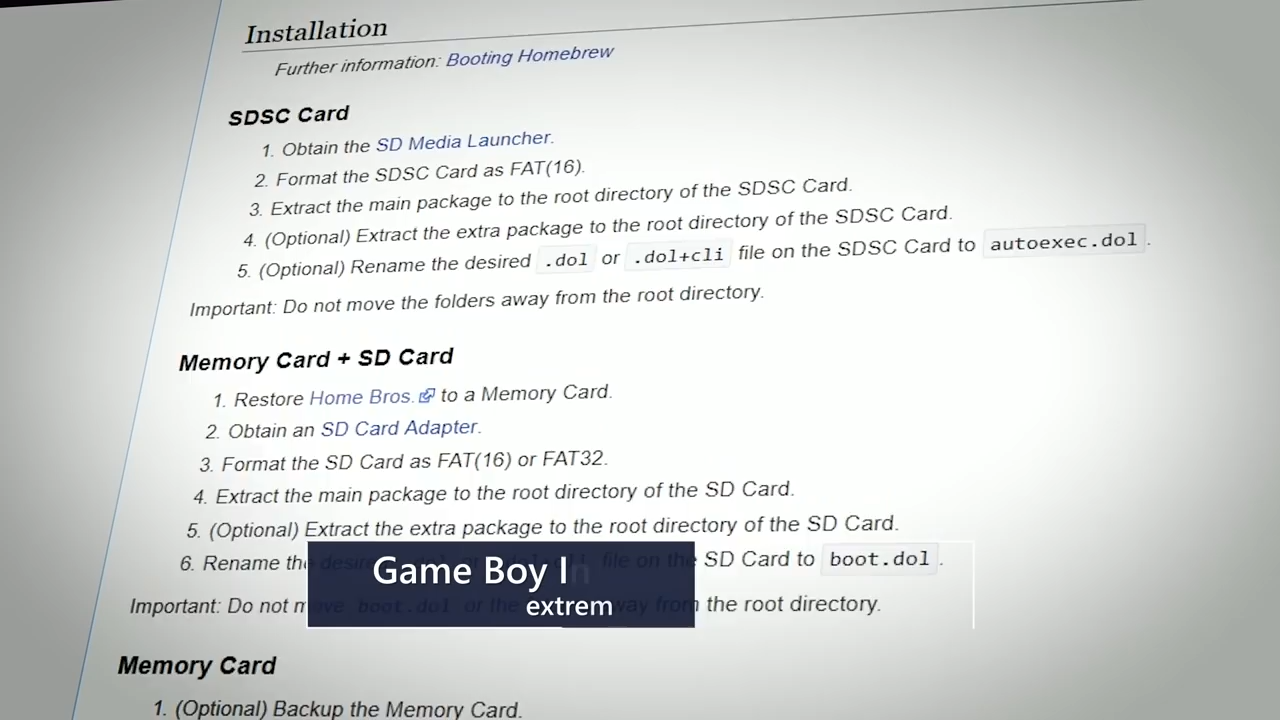 Installation
Further information: Booting Homebrew
SDSC Card
1. Obtain the SD Media Launcher.
2. Format the SDSC Card as FAT(16).
3. Extract the main package to the root directory of the SDSC Card.
4. (Optional) Extract the extra package to the root directory of the SDSC Card.
5. (Optional) Rename the desired .dol or .dol+cli file on the SDSC Card to autoexec.dol .
Important: Do not move the folders away from the root directory.
Memory Card + SD Card
1. Restore Home Bros. to a Memory Card.
2. Obtain an SD Card Adapter.
3. Format the SD Card as FAT(16) or FAT32.
4. Extract the main package to the root directory of the SD Card.
5. (Optional) Extract the extra package to the root directory of the SD Card.
6. Rename the desired file on the SD Card to boot.dol .
Game Boy In
extrem
Important: Do not move boot.dol or the away from the root directory.
Memory Card
1. (Optional) Backup the Memory Card.